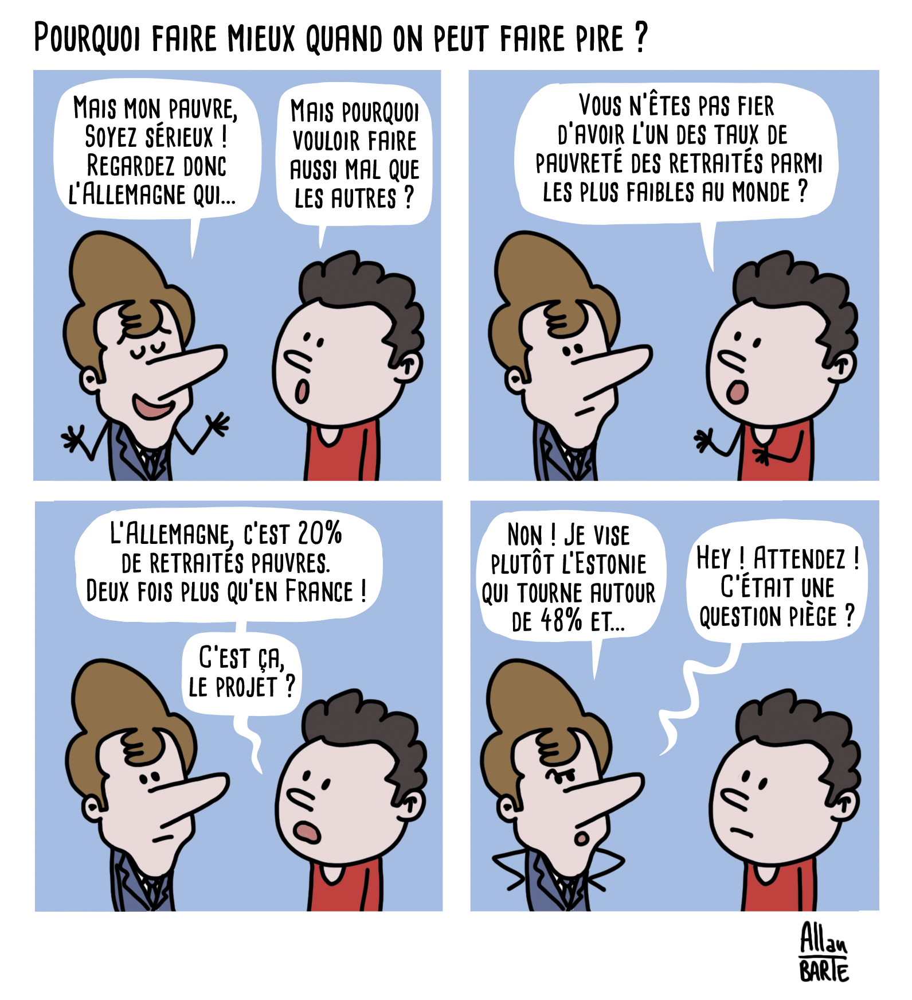 Pourquoi faire mieux quand on peut faire pire ?
Mais mon pauvre,
Soyez sérieux !
Regardez donc
l'Allemagne qui...
Mais pourquoi
vouloir faire
aussi mal que
les autres ?
Vous n'êtes pas fier
d'avoir l'un des taux de
pauvreté des retraités parmi
les plus faibles au monde ?
L'Allemagne, c'est 20%
de retraités pauvres.
Deux fois plus qu'en France !
C'est ça,
le projet ?
Non ! Je vise
plutôt l'Estonie
qui tourne autour
de 48% et...
Hey ! Attendez !
C'était une
question piège ?
Allan
BARTE